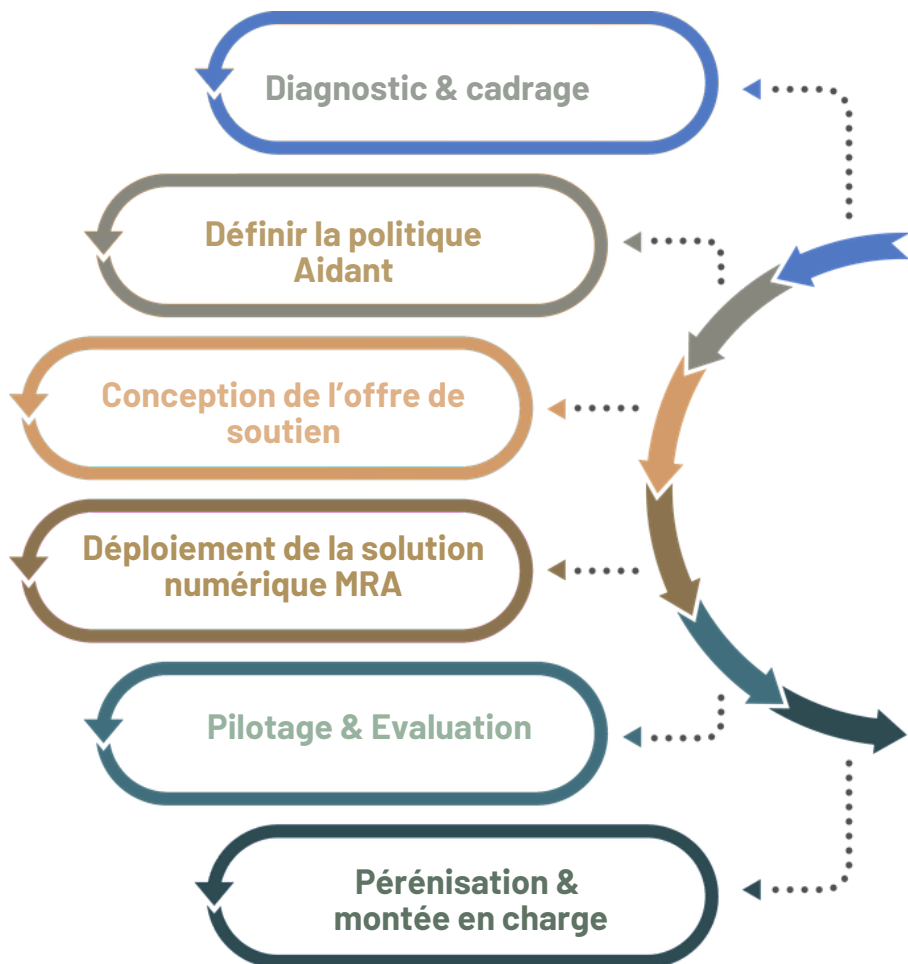 Diagnostic & cadrage
Définir la politique
Aidant
Conception de l’offre de
soutien
Déploiement de la solution
numérique MRA
Pilotage & Evaluation
Pérénisation &
montée en charge